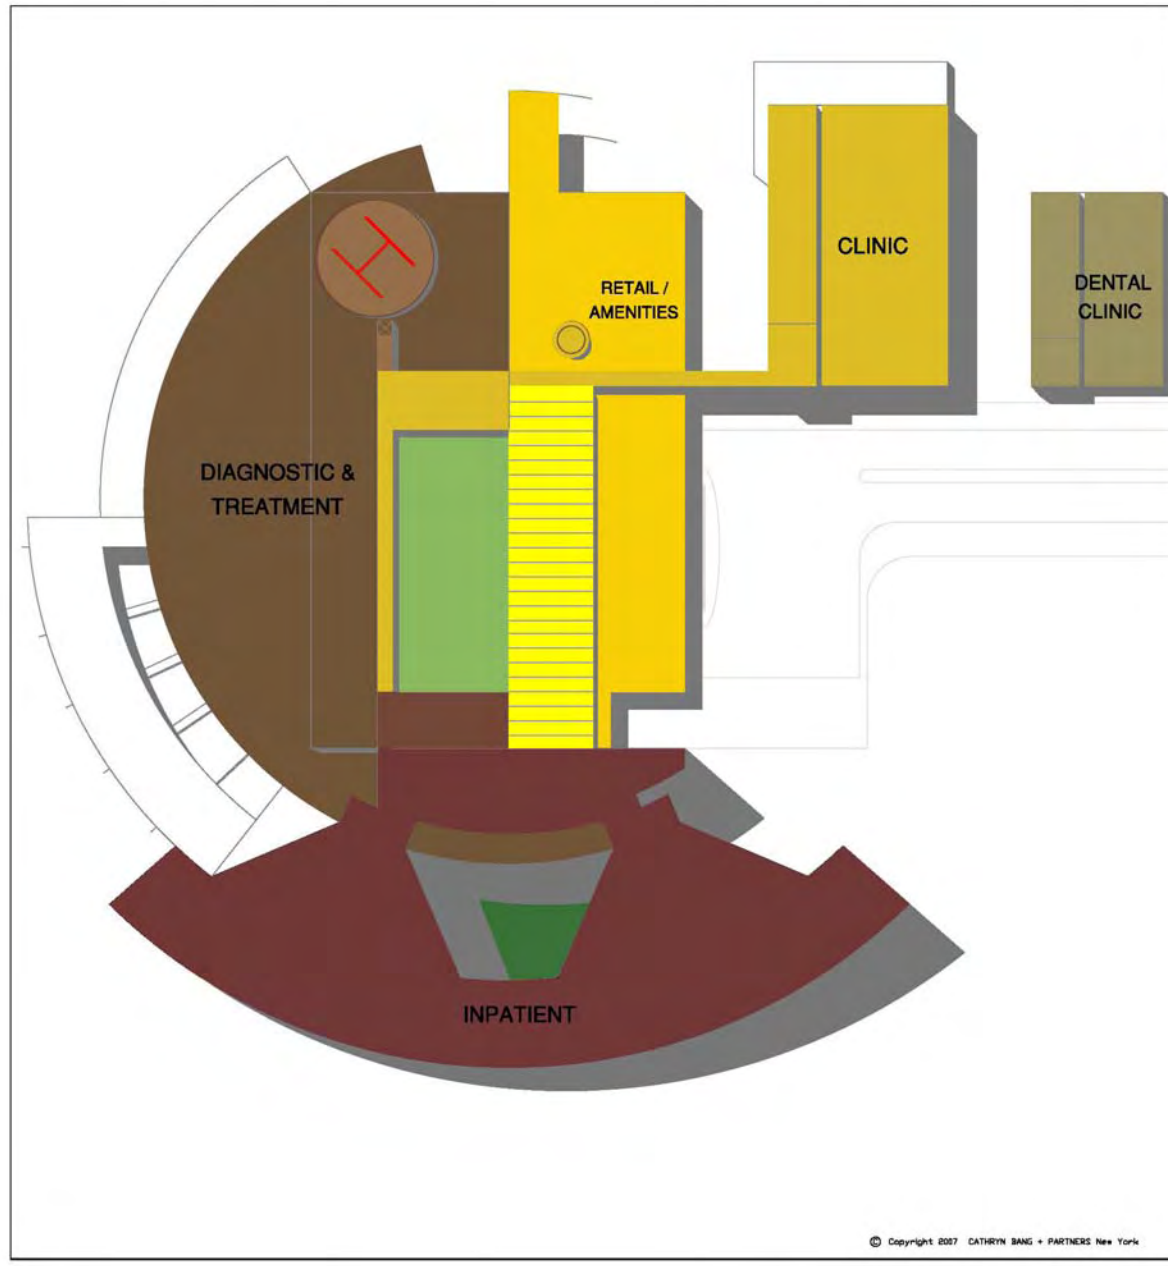 H
CLINIC
RETAIL /
AMENITIES
DENTAL
CLINIC
DIAGNOSTIC &
TREATMENT
INPATIENT
© Copyright 2007 CATHRYN BANG + PARTNERS New York